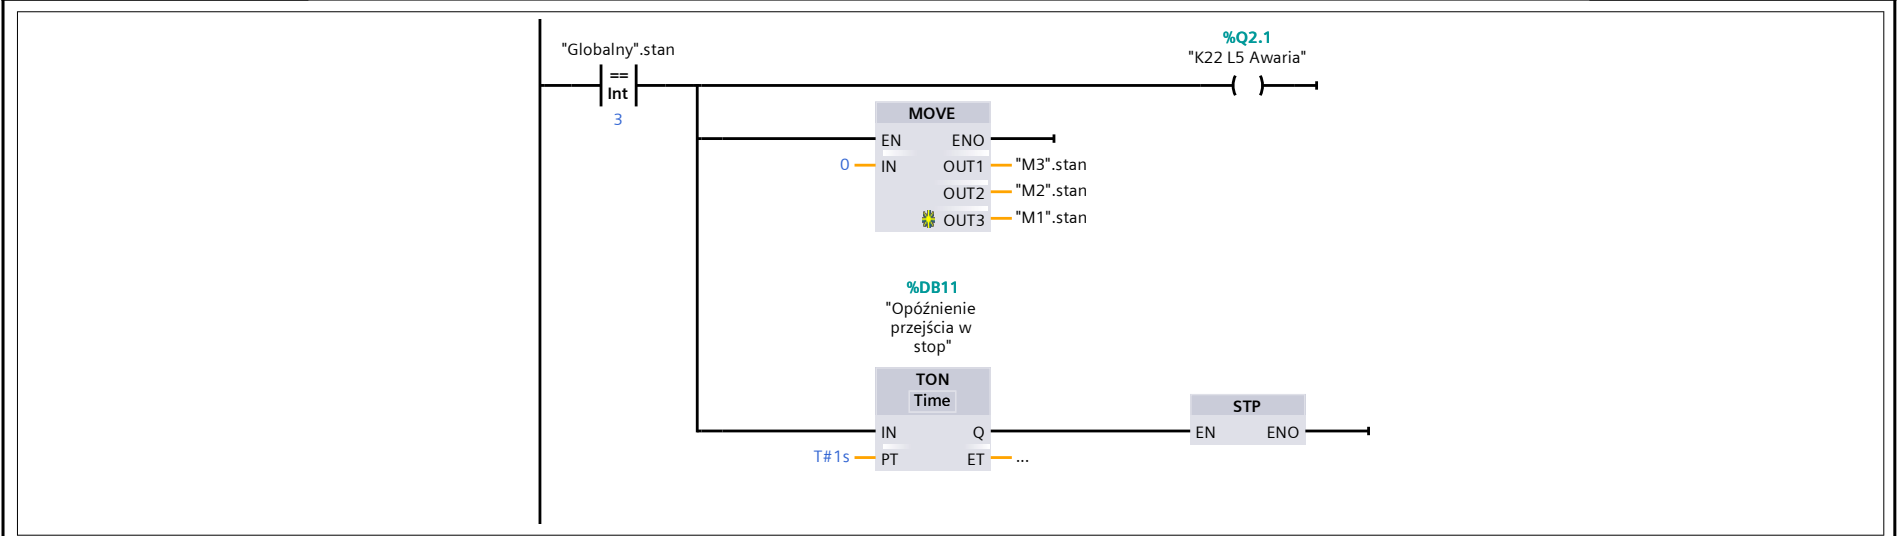 "Globalny".stan
==
Int
3
%Q2.1
"K22 L5 Awaria"
( )
MOVE
EN ENO
0 IN OUT1 "M3".stan
OUT2 "M2".stan
OUT3 "M1".stan
%DB11
"Opóźnienie
przejścia w
stop"
TON
Time
IN Q
T#1s PT ET ...
STP
EN ENO